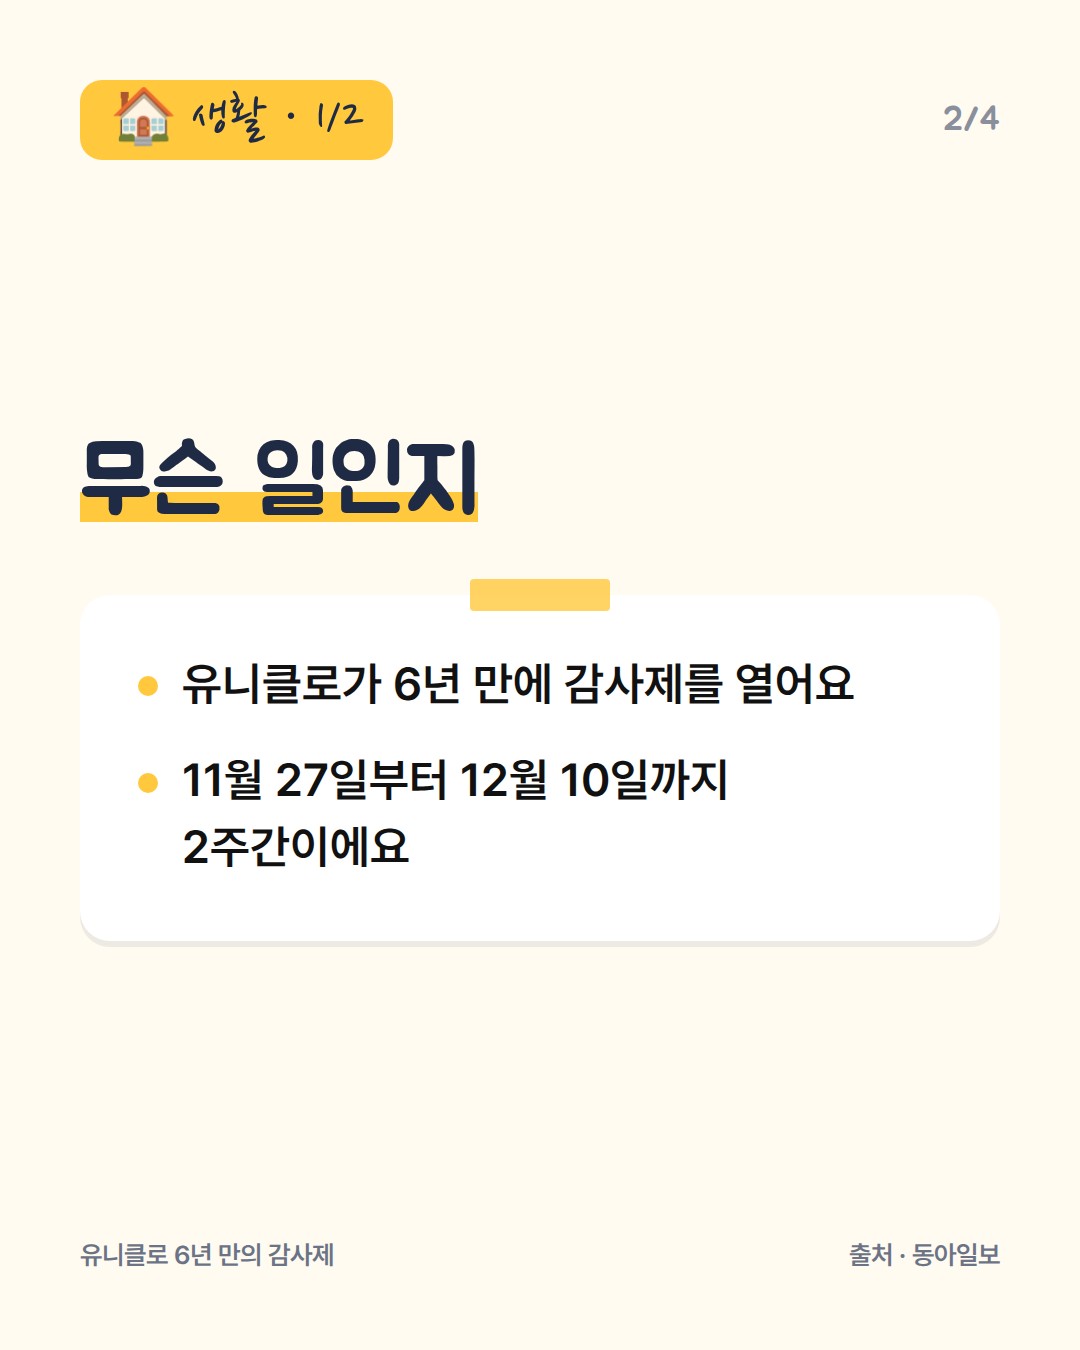 생활 · 1/2
2/4
무슨 일인지
유니클로가 6년 만에 감사제를 열어요
11월 27일부터 12월 10일까지
2주간이에요
유니클로 6년 만의 감사제
출처 · 동아일보